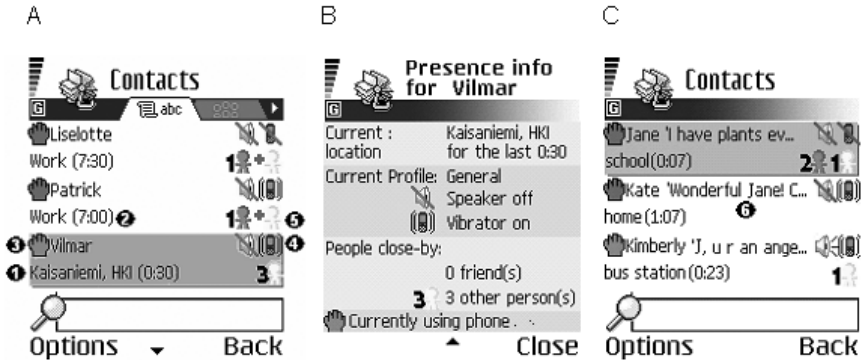 A
Contacts
G
abc
Liselotte
Work (7:30)
1 +
Patrick
Work (7:00) 2
1 + 5
3 Vilmar 4
1 Kaisaniemi, HKI (0:30)
3
Options
Back
B
Presence info
for Vilmar
G
Current :
location
Kaisaniemi, HKI
for the last 0:30
Current Profile: General
Speaker off
Vibrator on
People close-by:
0 friend(s)
3 3 other person(s)
Currently using phone .
Close
C
Contacts
G
Jane 'I have plants ev...
school(0:07)
2 1
Kate 'Wonderful Jane! C...
home (1:07) 6
Kimberly 'J, u r an ange...
bus station (0:23)
1
Options
Back